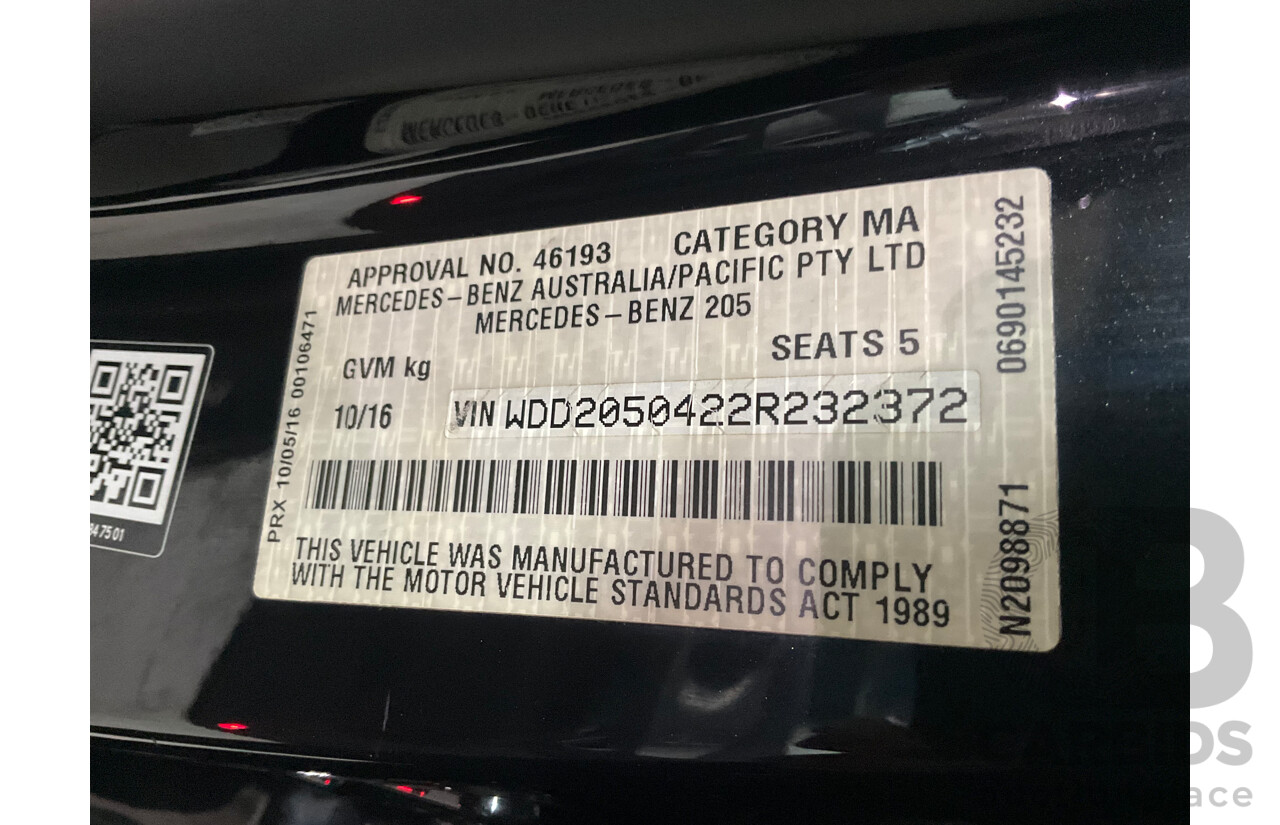 APPROVAL NO. 46193 CATEGORY MA
MERCEDES-BENZ AUSTRALIA/PACIFIC PTY LTD
MERCEDES-BENZ 205
GVM kg SEATS 5
10/16 VIN WDD2050422R232372
THIS VEHICLE WAS MANUFACTURED TO COMPLY
WITH THE MOTOR VEHICLE STANDARDS ACT 1989
PRX 10/05/16 00106471
0690145232
N2098871
MERCEDES-BENZ